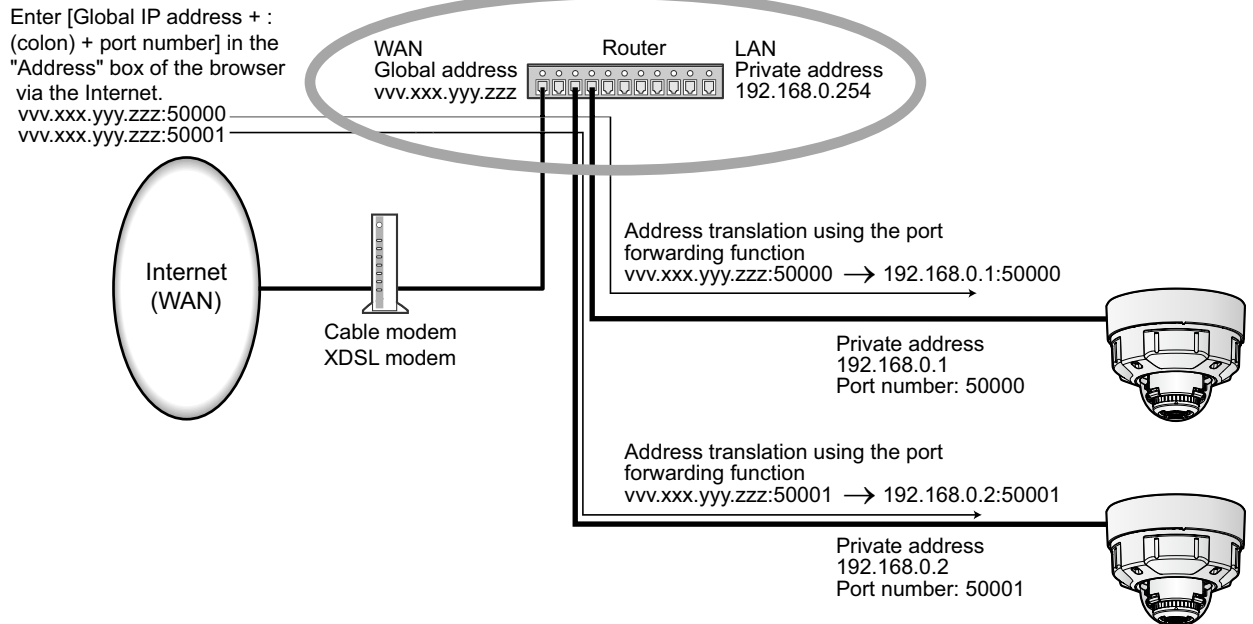 Enter [Global IP address + :
(colon) + port number] in the
"Address" box of the browser
via the Internet.
vvv.xxx.yyy.zzz:50000
vvv.xxx.yyy.zzz:50001
WAN
Global address
vvv.xxx.yyy.zzz
Router
LAN
Private address
192.168.0.254
Internet
(WAN)
Cable modem
XDSL modem
Address translation using the port
forwarding function
vvv.xxx.yyy.zzz:50000 → 192.168.0.1:50000
Private address
192.168.0.1
Port number: 50000
Address translation using the port
forwarding function
vvv.xxx.yyy.zzz:50001 → 192.168.0.2:50001
Private address
192.168.0.2
Port number: 50001